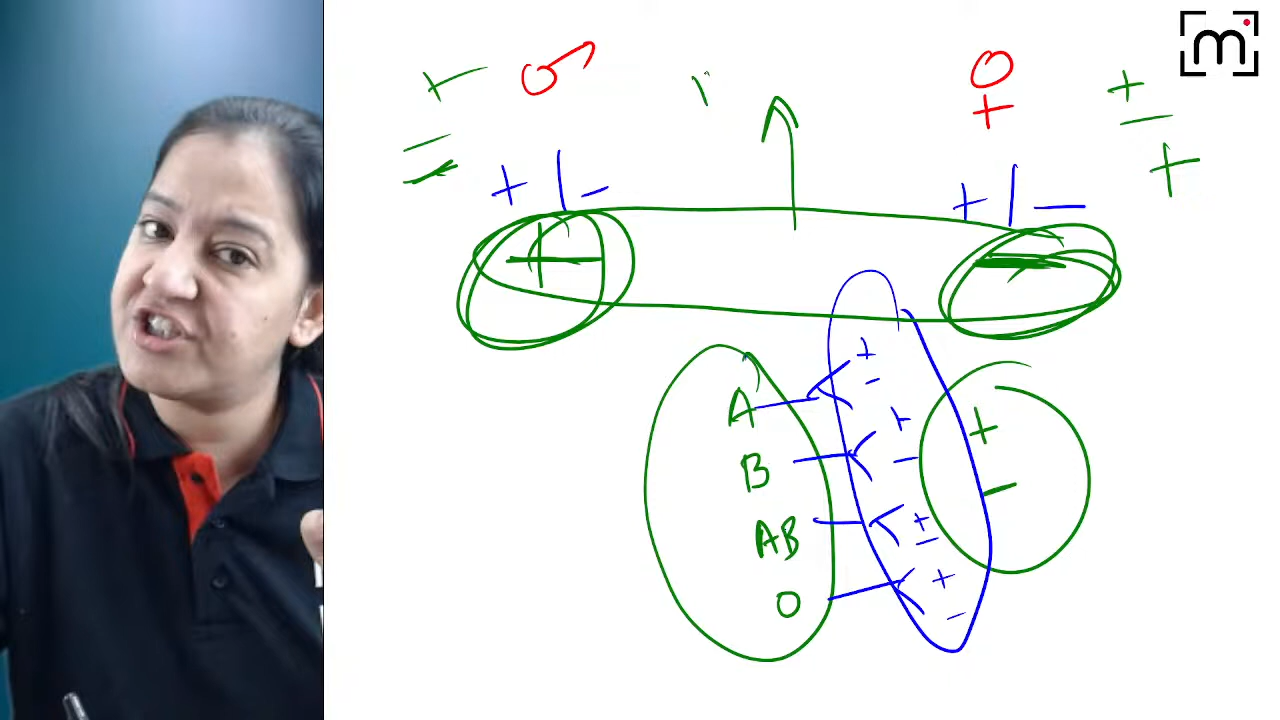 m
+ ♂ ♀ + −
− − +
+ | − + | −
+ −
A + −
B + −
AB + −
O + −
+
−